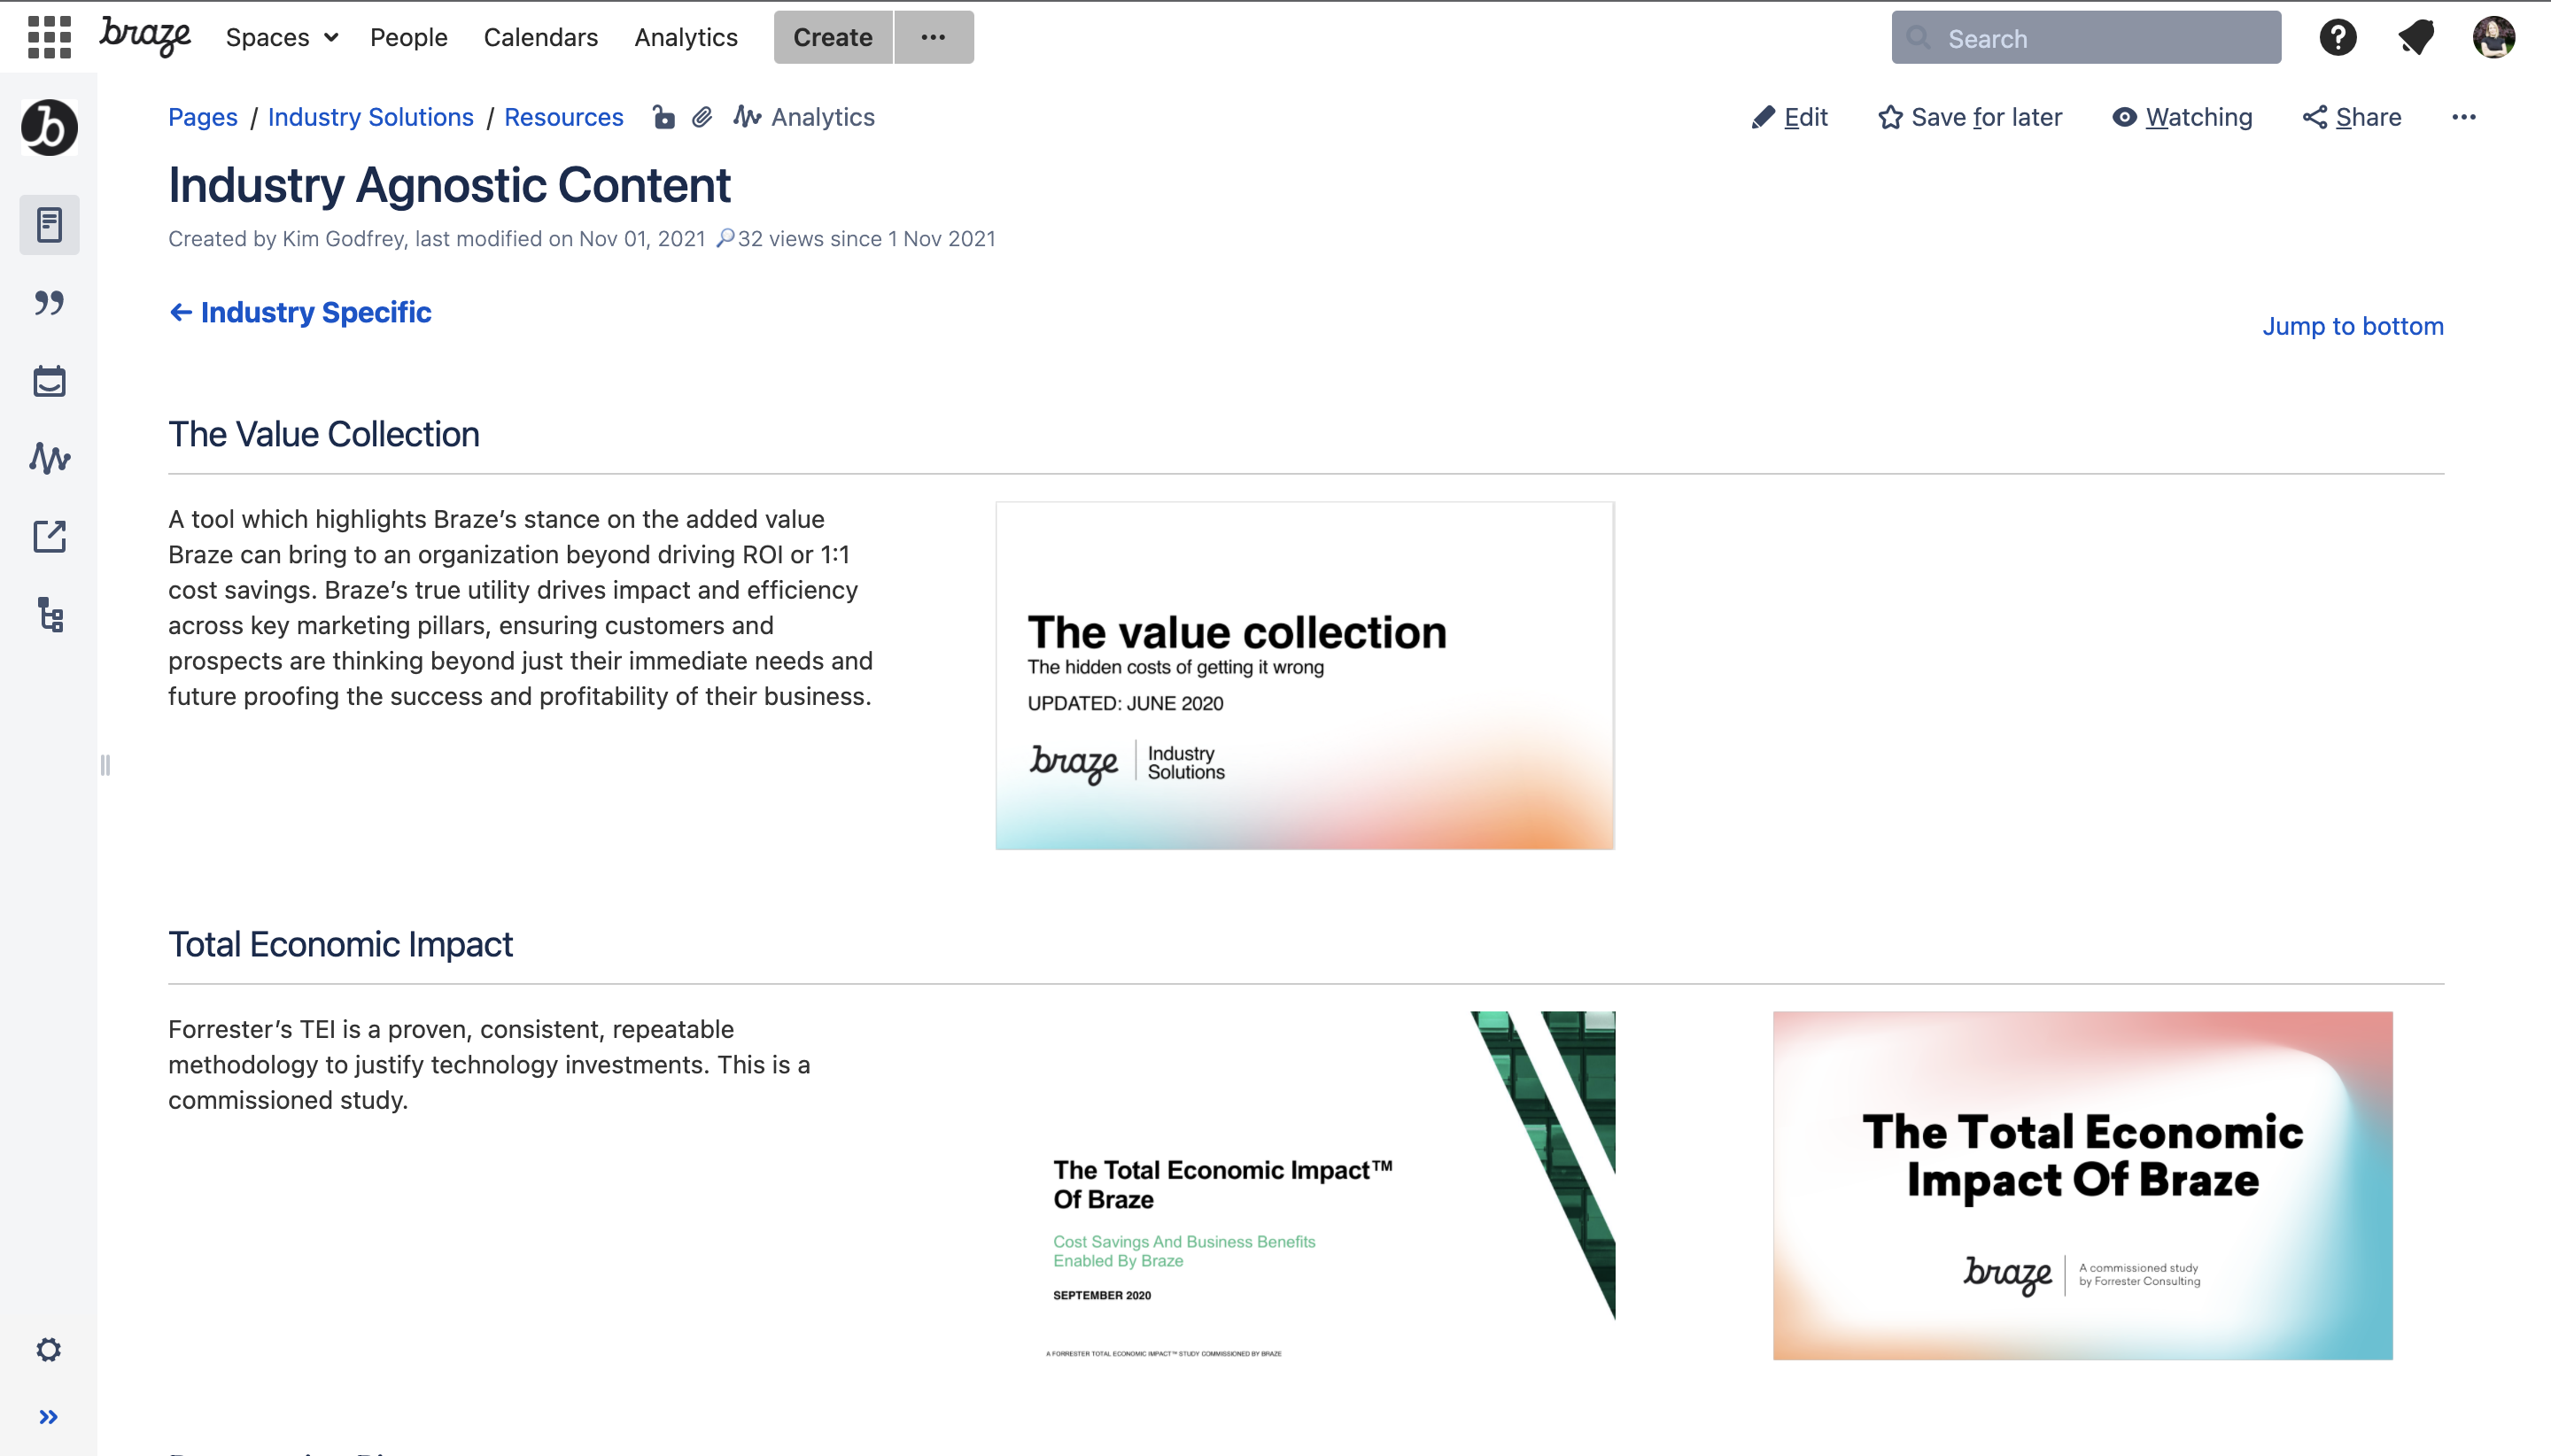 braze Spaces People Calendars Analytics Create ••• Search
Pages / Industry Solutions / Resources Analytics Edit Save for later Watching Share •••
Industry Agnostic Content
Created by Kim Godfrey, last modified on Nov 01, 2021 32 views since 1 Nov 2021
← Industry Specific
Jump to bottom
The Value Collection
A tool which highlights Braze’s stance on the added value
Braze can bring to an organization beyond driving ROI or 1:1
cost savings. Braze’s true utility drives impact and efficiency
across key marketing pillars, ensuring customers and
prospects are thinking beyond just their immediate needs and
future proofing the success and profitability of their business.
The value collection
The hidden costs of getting it wrong
UPDATED: JUNE 2020
braze | Industry
Solutions
Total Economic Impact
Forrester’s TEI is a proven, consistent, repeatable
methodology to justify technology investments. This is a
commissioned study.
The Total Economic Impact™
Of Braze
Cost Savings And Business Benefits
Enabled By Braze
SEPTEMBER 2020
A FORRESTER TOTAL ECONOMIC IMPACT™ STUDY COMMISSIONED BY BRAZE
The Total Economic
Impact Of Braze
braze | A commissioned study
by Forrester Consulting